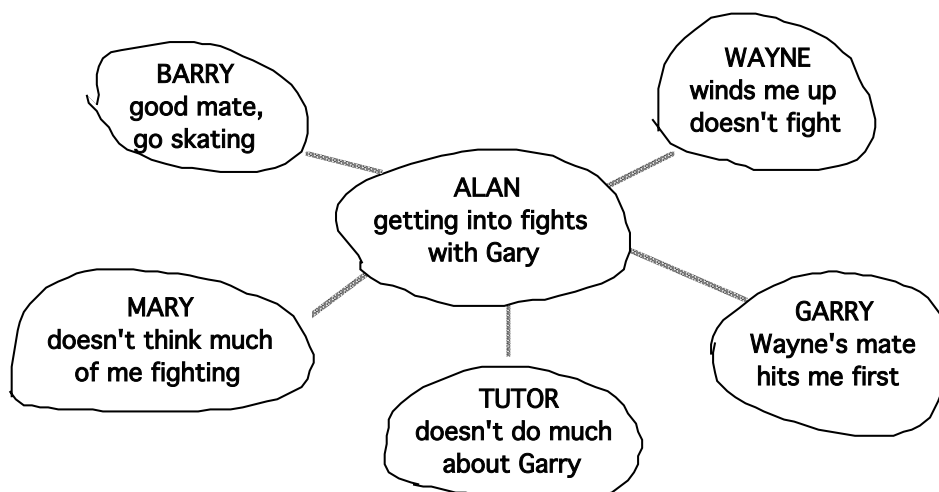 BARRY
good mate,
go skating
WAYNE
winds me up
doesn't fight
ALAN
getting into fights
with Gary
MARY
doesn't think much
of me fighting
GARRY
Wayne's mate
hits me first
TUTOR
doesn't do much
about Garry